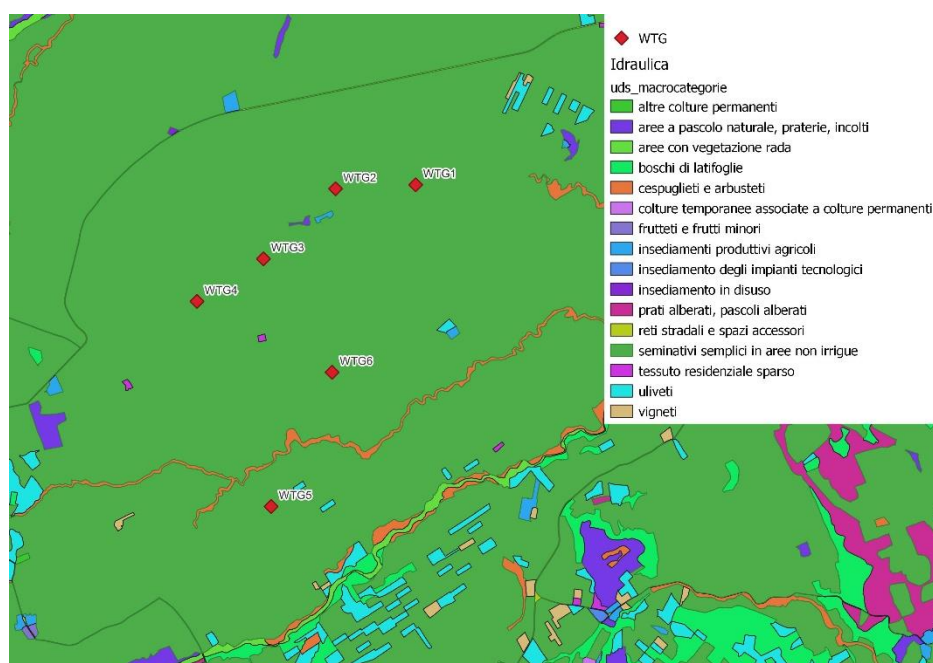 WTG
Idraulica
uds_macrocategorie
altre colture permanenti
aree a pascolo naturale, praterie, incolti
aree con vegetazione rada
boschi di latifoglie
cespuglieti e arbusteti
colture temporanee associate a colture permanenti
frutteti e frutti minori
insediamenti produttivi agricoli
insediamento degli impianti tecnologici
insediamento in disuso
prati alberati, pascoli alberati
reti stradali e spazi accessori
seminativi semplici in aree non irrigue
tessuto residenziale sparso
uliveti
vigneti
WTG1
WTG2
WTG3
WTG4
WTG6
WTG5